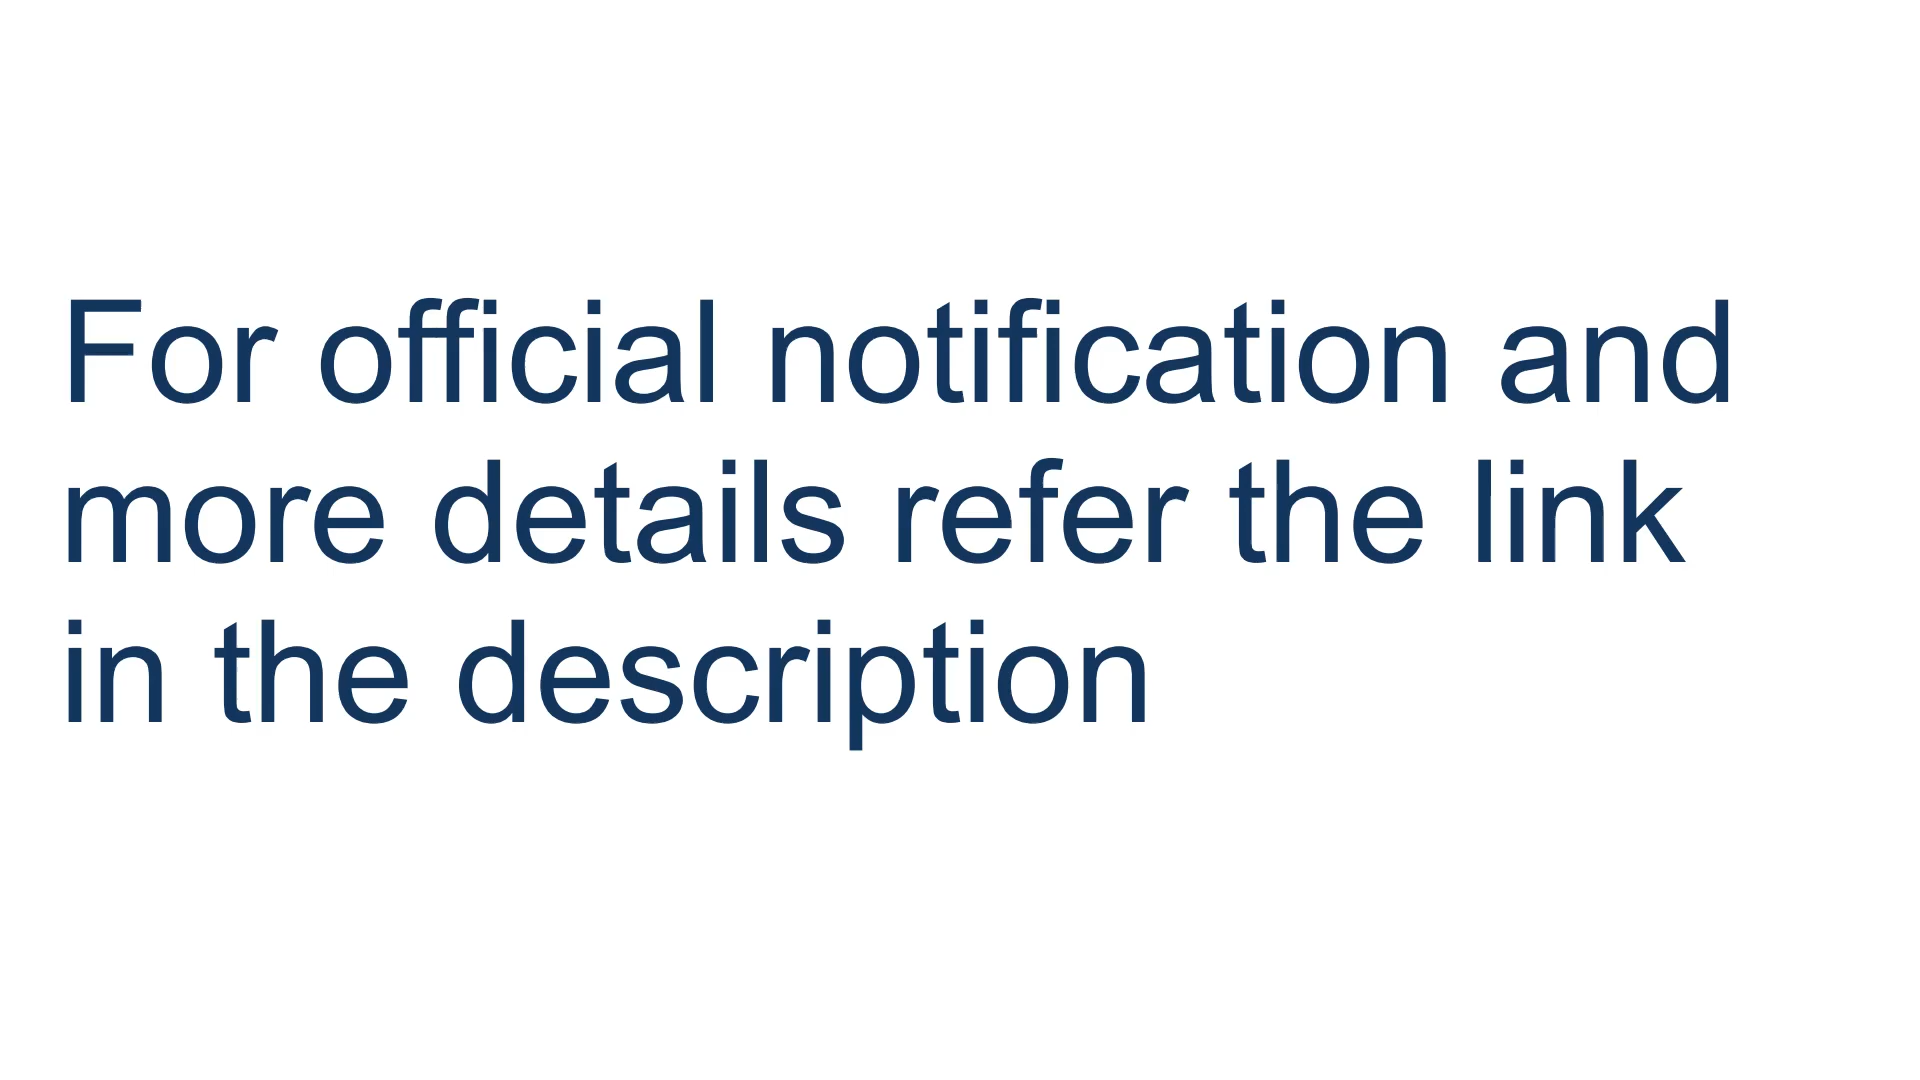 For official notification and
more details refer the link
in the description